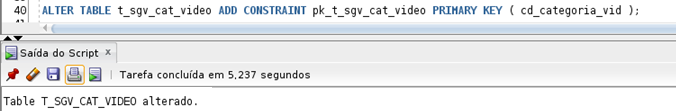 40 ALTER TABLE t_sgv_cat_video ADD CONSTRAINT pk_t_sgv_cat_video PRIMARY KEY ( cd_categoria_vid );
Saída do Script x
Tarefa concluída em 5,237 segundos
Table T_SGV_CAT_VIDEO alterado.